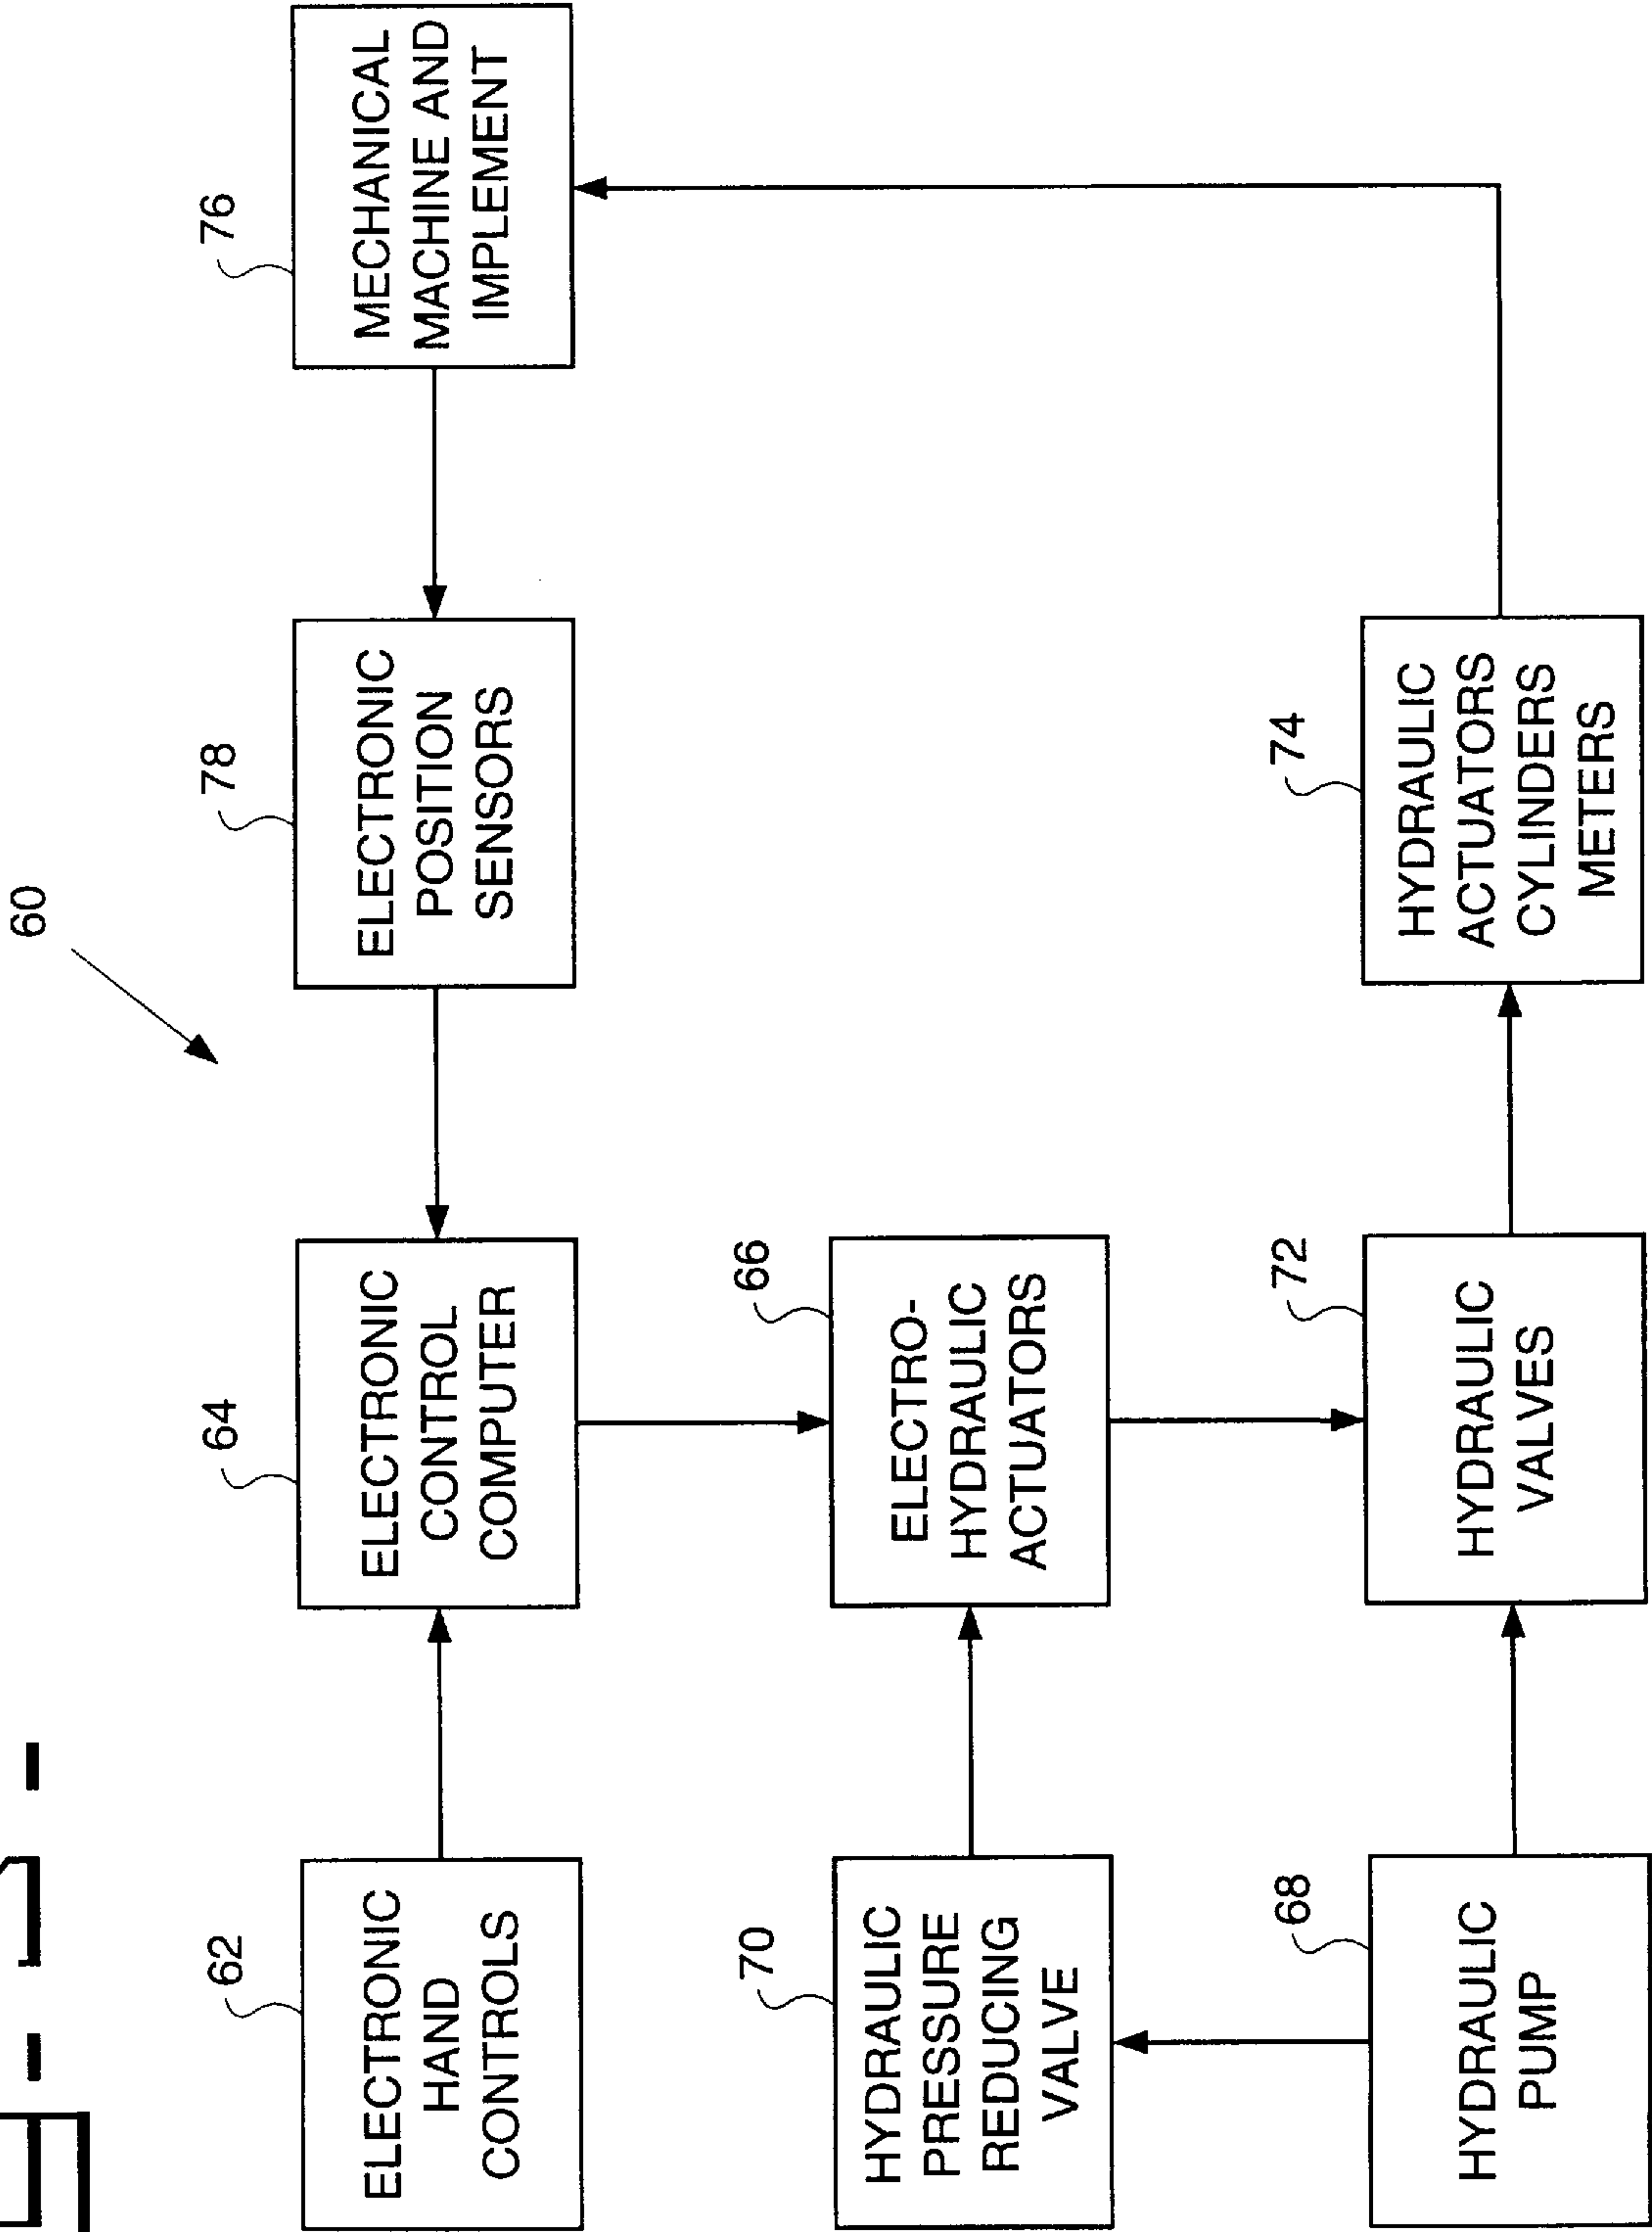 60
62
ELECTRONIC
HAND
CONTROLS
64
ELECTRONIC
CONTROL
COMPUTER
78
ELECTRONIC
POSITION
SENSORS
76
MECHANICAL
MACHINE AND
IMPLEMENT
70
HYDRAULIC
PRESSURE
REDUCING
VALVE
66
ELECTRO-
HYDRAULIC
ACTUATORS
68
HYDRAULIC
PUMP
72
HYDRAULIC
VALVES
74
HYDRAULIC
ACTUATORS
CYLINDERS
METERS